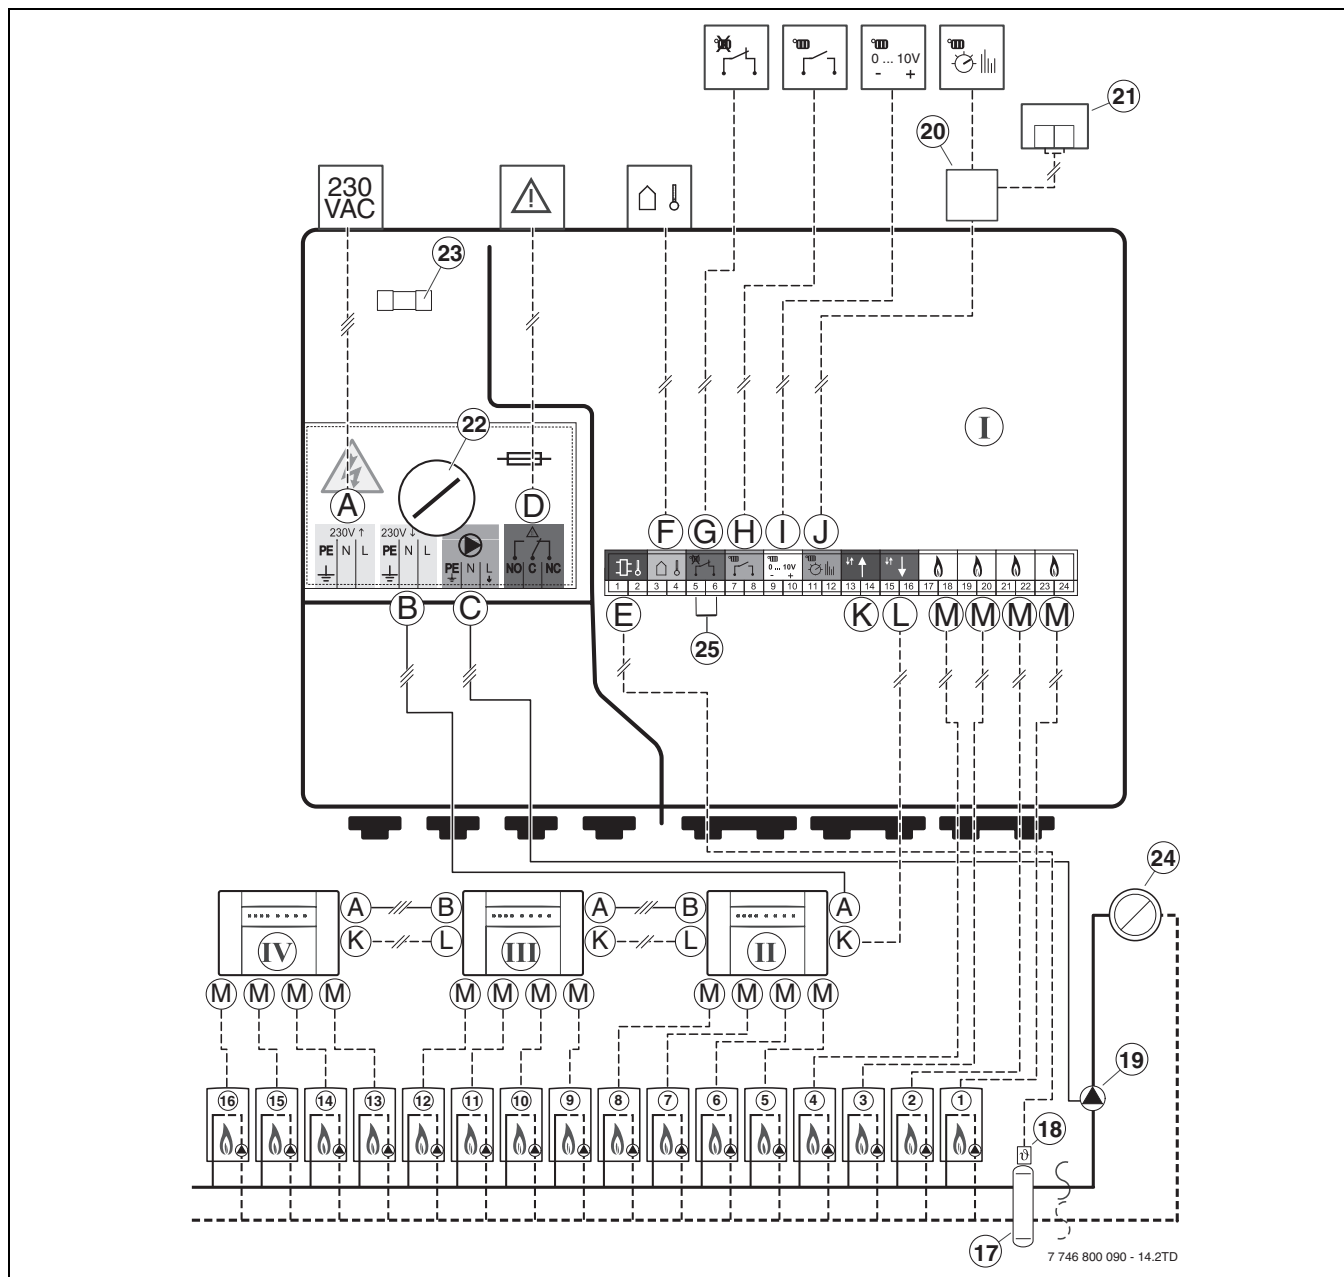 0 ... 10V
- +
21
20
230
VAC
23
I
22
A
D
F G H I J
230V ↑ 230V ↓
PE N L PE N L
PE N L NO C NC
0 ... 10V
- +
1 2 3 4 5 6 7 8 9 10 11 12 13 14 15 16 17 18 19 20 21 22 23 24
B C E K L M M M M
25
24
A B A B A
IV III II
K L K L K
M M M M M M M M M M M M
19
16 15 14 13 12 11 10 9 8 7 6 5 4 3 2 1
18
ϑ
17
7 746 800 090 - 14.2TD